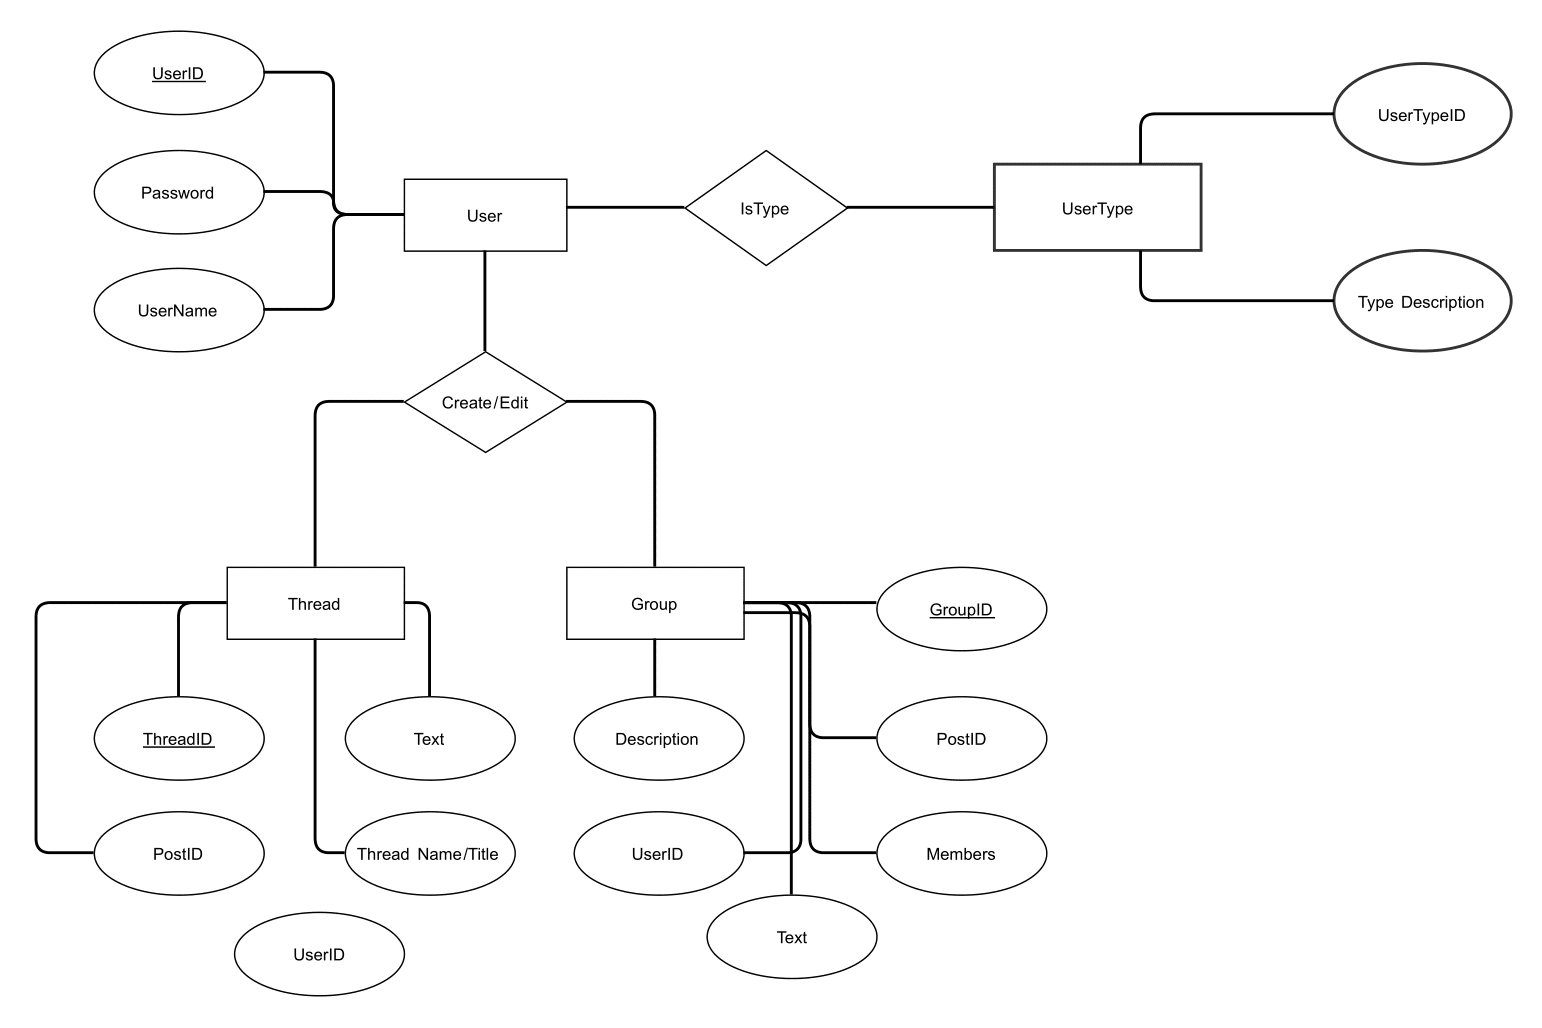 UserID
UserTypeID
Password
User
IsType
UserType
UserName
Type Description
Create/Edit
Thread
Group
GroupID
ThreadID
Text
Description
PostID
PostID
Thread Name/Title
UserID
Members
Text
UserID